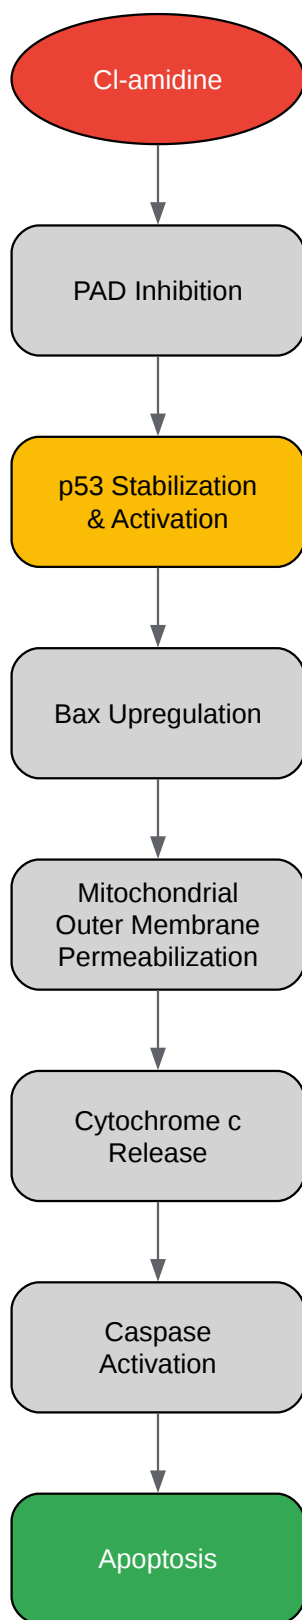 Cl-amidine
PAD Inhibition
p53 Stabilization
& Activation
Bax Upregulation
Mitochondrial
Outer Membrane
Permeabilization
Cytochrome c
Release
Caspase
Activation
Apoptosis